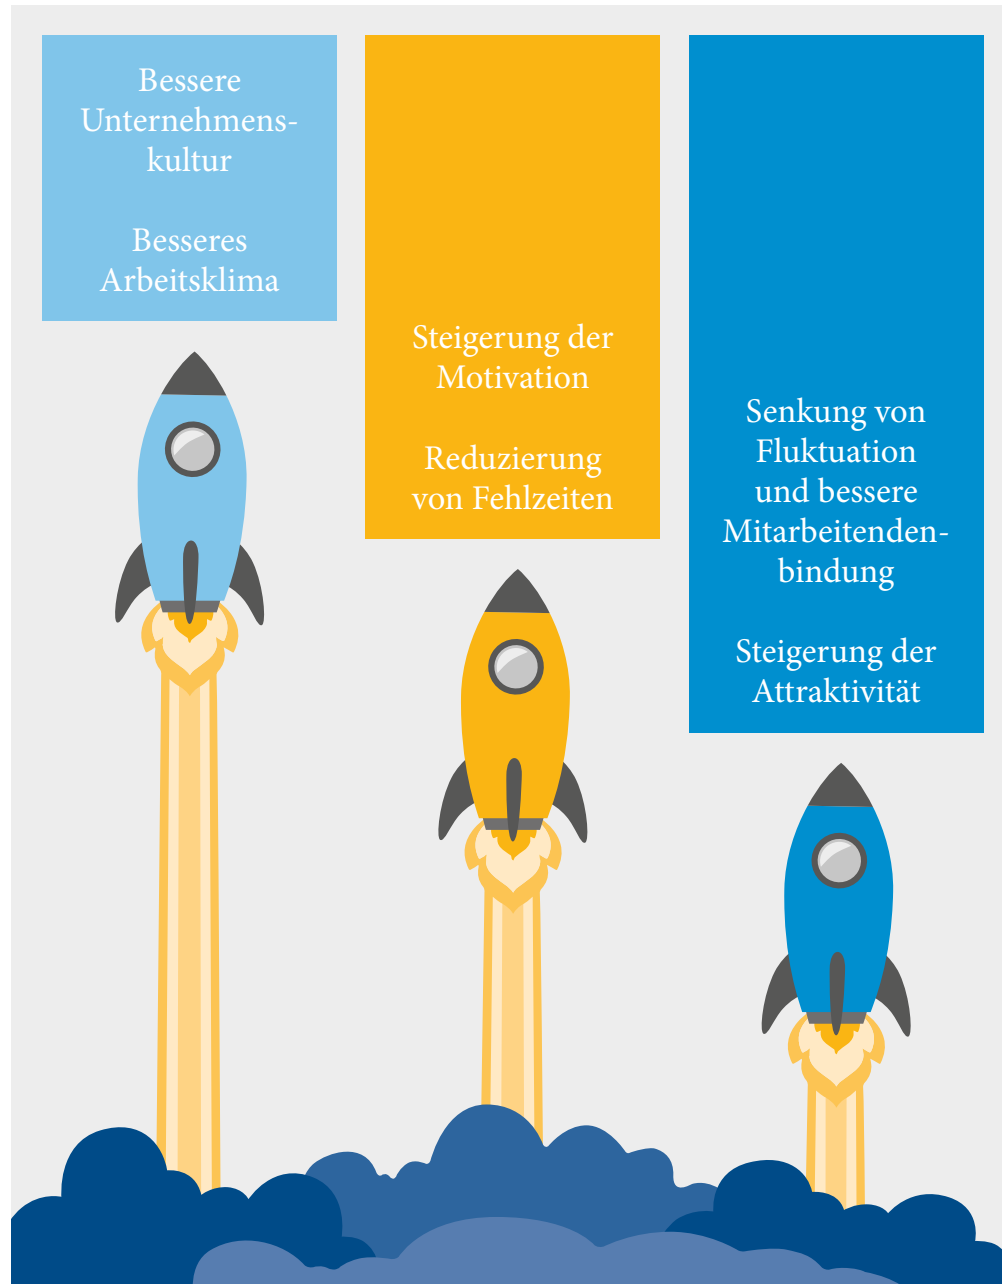 Bessere
Unternehmens-
kultur
Besseres
Arbeitsklima
Steigerung der
Motivation
Reduzierung
von Fehlzeiten
Senkung von
Fluktuation
und bessere
Mitarbeitenden-
bindung
Steigerung der
Attraktivität